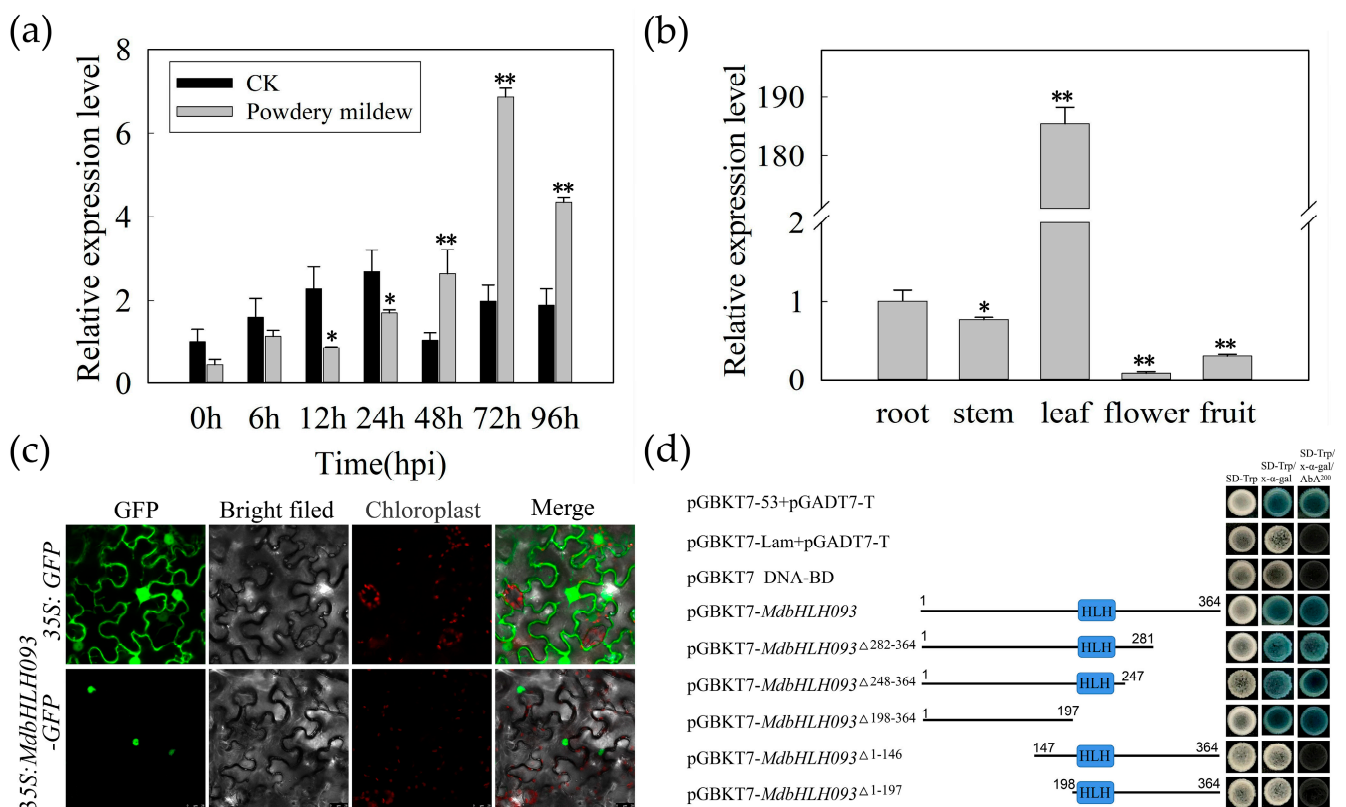 (a)
8
6
4
2
0
Relative expression level
CK
Powdery mildew
**
**
**
*
*
0h 6h 12h 24h 48h 72h 96h
Time(hpi)
(b)
190
180
2
1
0
Relative expression level
*
**
**
**
root stem leaf flower fruit
(c)
GFP Bright filed Chloroplast Merge
35S: GFP
35S: MdbHLH093
-GFP
(d)
SD-Trp
SD-Trp/
x-α-gal
SD-Trp/
x-α-gal/
AbA200
pGBKT7-53+pGADT7-T
pGBKT7-Lam+pGADT7-T
pGBKT7 DNA-BD
pGBKT7-MdbHLH093 1 HLH 364
pGBKT7-MdbHLH093△282-364 1 HLH 281
pGBKT7-MdbHLH093△248-364 1 HLH 247
pGBKT7-MdbHLH093△198-364 1 197
pGBKT7-MdbHLH093△1-146 147 HLH 364
pGBKT7-MdbHLH093△1-197 198 HLH 364